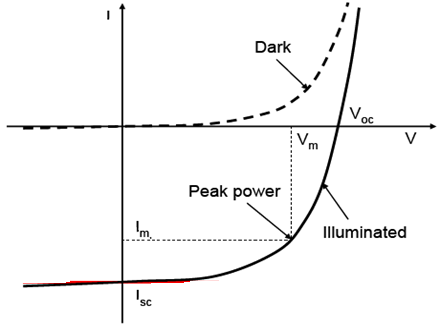 I
Dark
Voc
Vm
V
Peak power
Im.
Illuminated
Isc